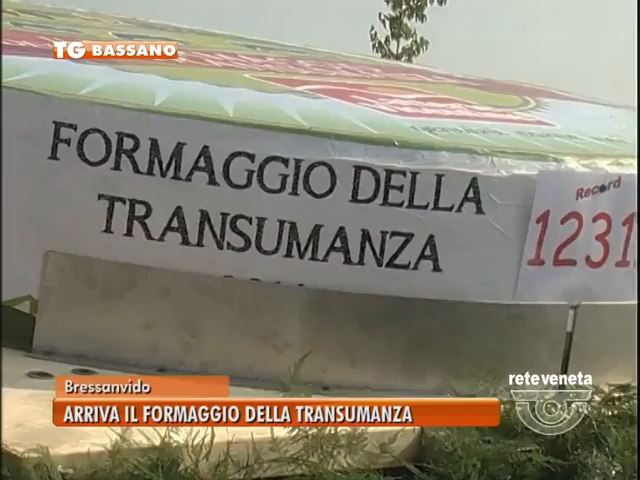 TG BASSANO
FORMAGGIO DELLA
TRANSUMANZA
Record
1231
Bressanvido
ARRIVA IL FORMAGGIO DELLA TRANSUMANZA
reteveneta